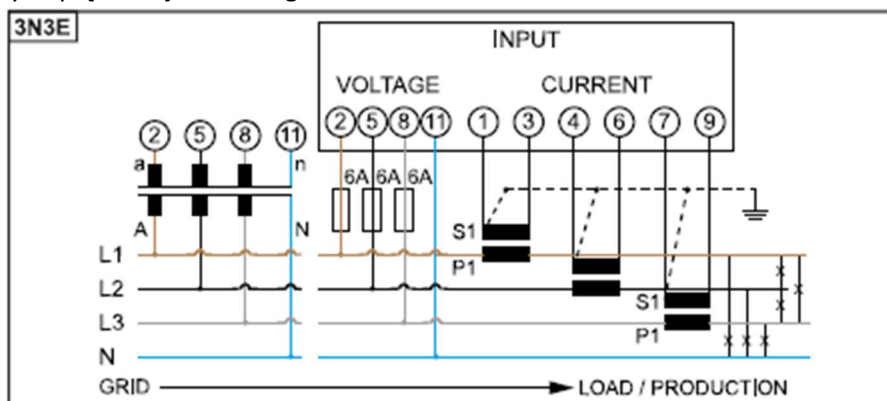 3N3E
INPUT
VOLTAGE CURRENT
2 5 8 11 2 5 8 11 1 3 4 6 7 9
a n 6A 6A 6A
A N S1
L1 P1
L2 S1
L3 P1
N
GRID LOAD / PRODUCTION